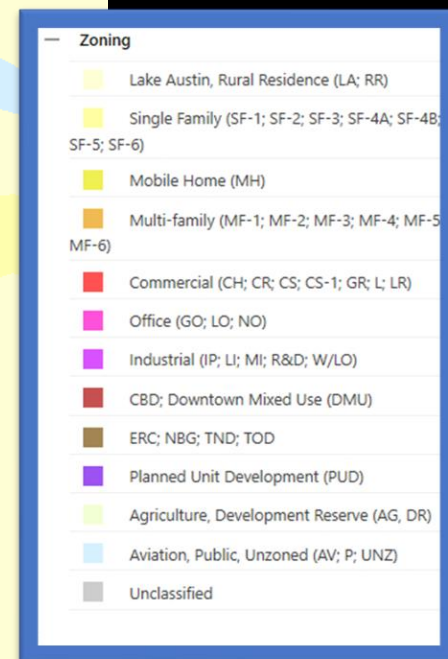 — Zoning
Lake Austin, Rural Residence (LA; RR)
Single Family (SF-1; SF-2; SF-3; SF-4A; SF-4B;
SF-5; SF-6)
Mobile Home (MH)
Multi-family (MF-1; MF-2; MF-3; MF-4; MF-5
MF-6)
Commercial (CH; CR; CS; CS-1; GR; L; LR)
Office (GO; LO; NO)
Industrial (IP; LI; MI; R&D; W/LO)
CBD; Downtown Mixed Use (DMU)
ERC; NBG; TND; TOD
Planned Unit Development (PUD)
Agriculture, Development Reserve (AG, DR)
Aviation, Public, Unzoned (AV; P; UNZ)
Unclassified